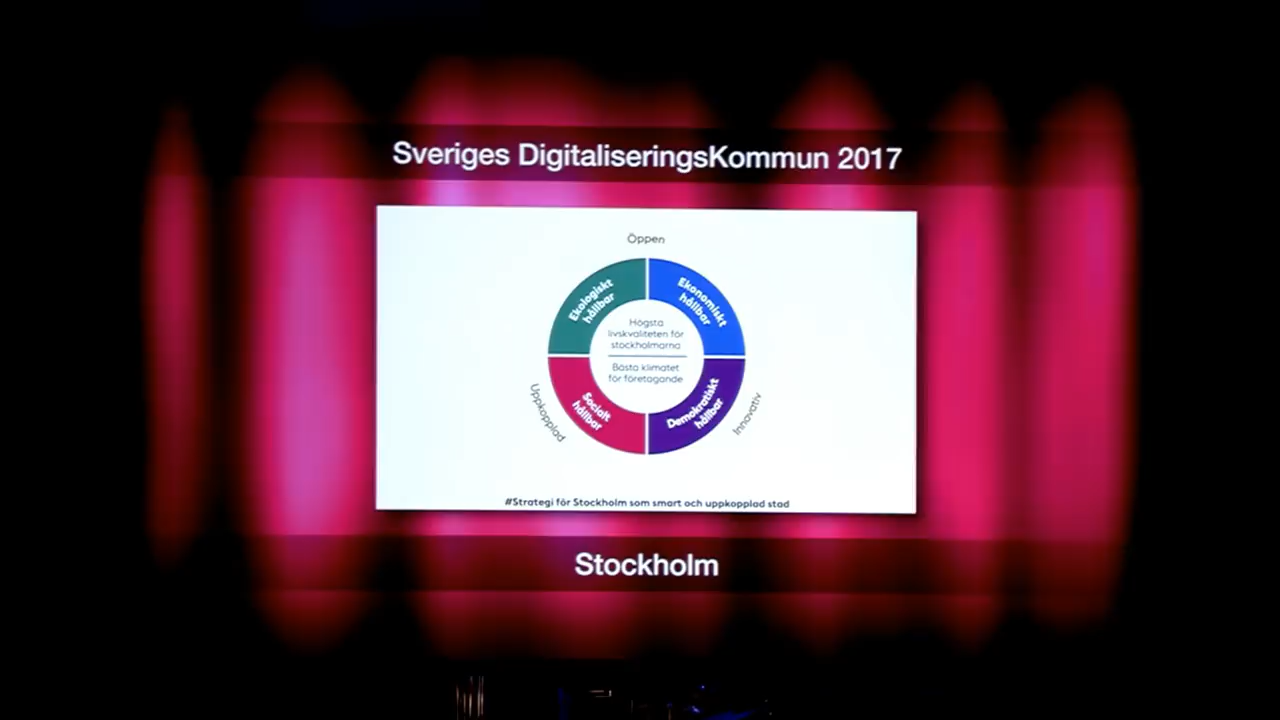 Sveriges DigitaliseringsKommun 2017
Öppen
Ekologiskt
hållbar
Ekonomiskt
hållbar
Högsta
livskvaliteten för
stockholmarna
Bästa klimatet
för företagande
Uppkopplad
Socialt
hållbar
Demokratiskt
hållbar
Innovativ
#Strategi för Stockholm som smart och uppkopplad stad
Stockholm